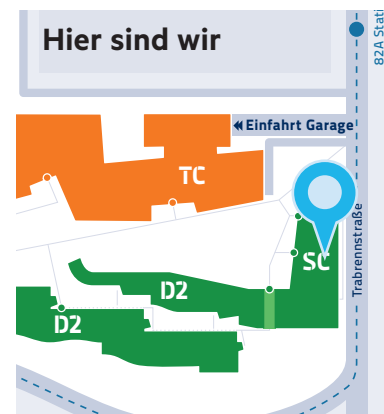 Hier sind wir
82A Stati
Einfahrt Garage
TC
SC
Trabrennstraße
D2
D2